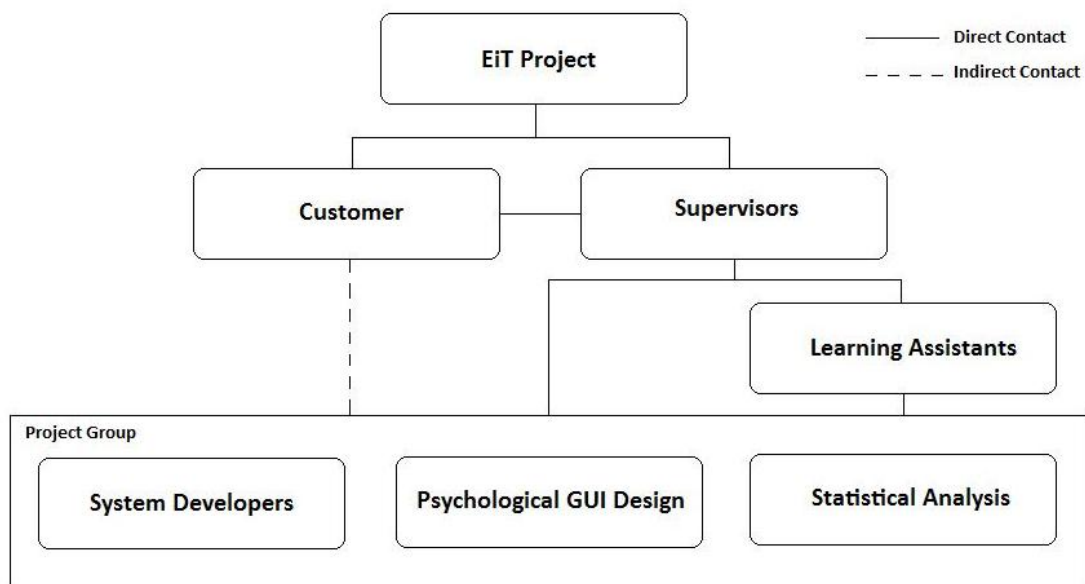 EiT Project
Direct Contact
Indirect Contact
Customer
Supervisors
Learning Assistants
Project Group
System Developers
Psychological GUI Design
Statistical Analysis